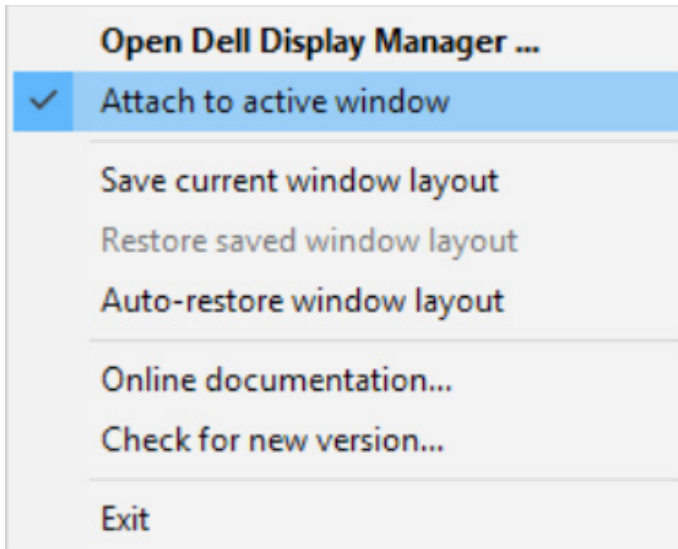 Open Dell Display Manager ...
Attach to active window
Save current window layout
Restore saved window layout
Auto-restore window layout
Online documentation...
Check for new version...
Exit